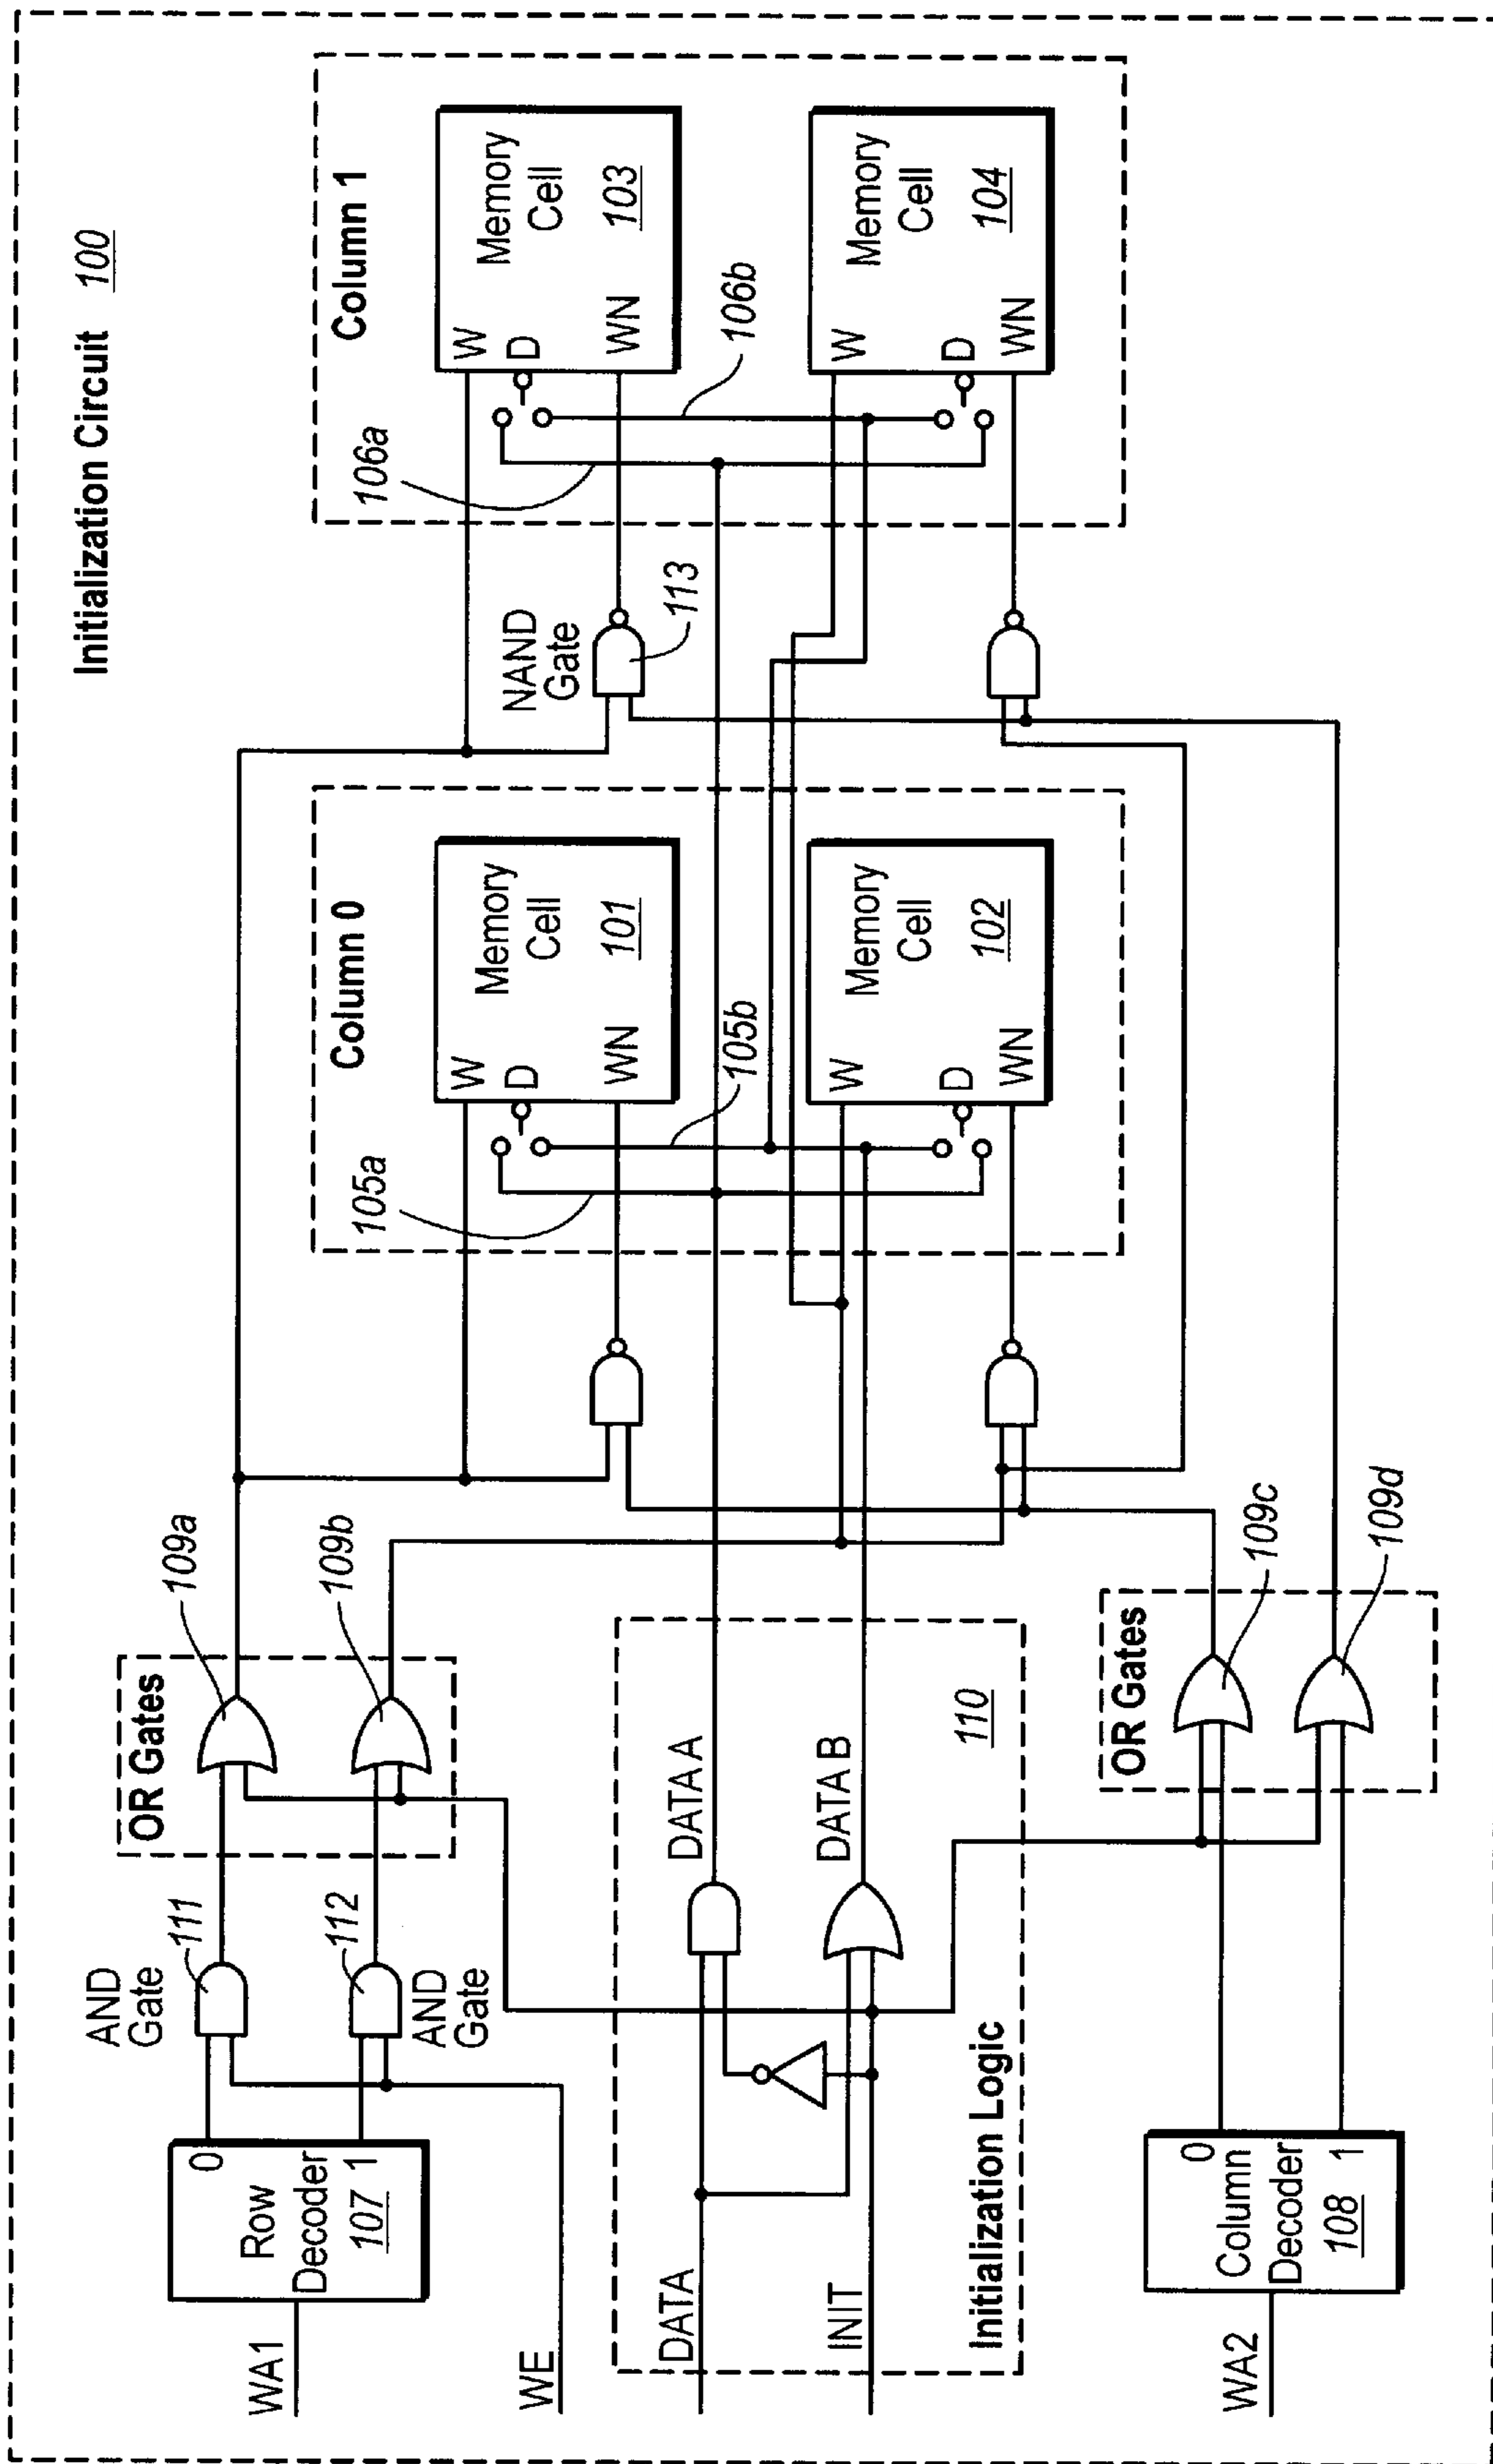 Initialization Circuit 100
Column 1
Memory
Cell
103
W
D
WN
106a
106b
Memory
Cell
104
W
D
WN
NAND
Gate
113
Column 0
Memory
Cell
101
W
D
WN
105a
105b
Memory
Cell
102
W
D
WN
109a
109b
OR Gates
AND
Gate
111
112
AND
Gate
0
Row
Decoder
107
1
WA1
WE
DATA A
DATA B
110
DATA
INIT
Initialization Logic
109c
109d
OR Gates
0
Column
Decoder
108
1
WA2